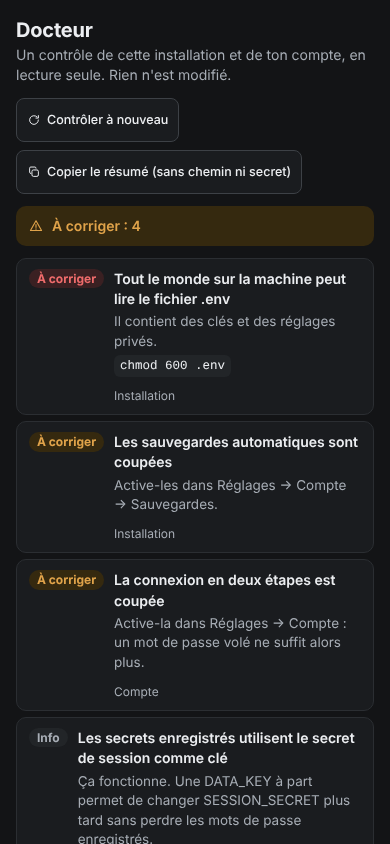 Docteur
Un contrôle de cette installation et de ton compte, en
lecture seule. Rien n'est modifié.
Contrôler à nouveau
Copier le résumé (sans chemin ni secret)
À corriger : 4
À corriger
Tout le monde sur la machine peut
lire le fichier .env
Il contient des clés et des réglages
privés.
chmod 600 .env
Installation
À corriger
Les sauvegardes automatiques sont
coupées
Active-les dans Réglages → Compte
→ Sauvegardes.
Installation
À corriger
La connexion en deux étapes est
coupée
Active-la dans Réglages → Compte :
un mot de passe volé ne suffit alors
plus.
Compte
Info
Les secrets enregistrés utilisent le secret
de session comme clé
Ça fonctionne. Une DATA_KEY à part
permet de changer SESSION_SECRET plus
tard sans perdre les mots de passe
enregistrés.